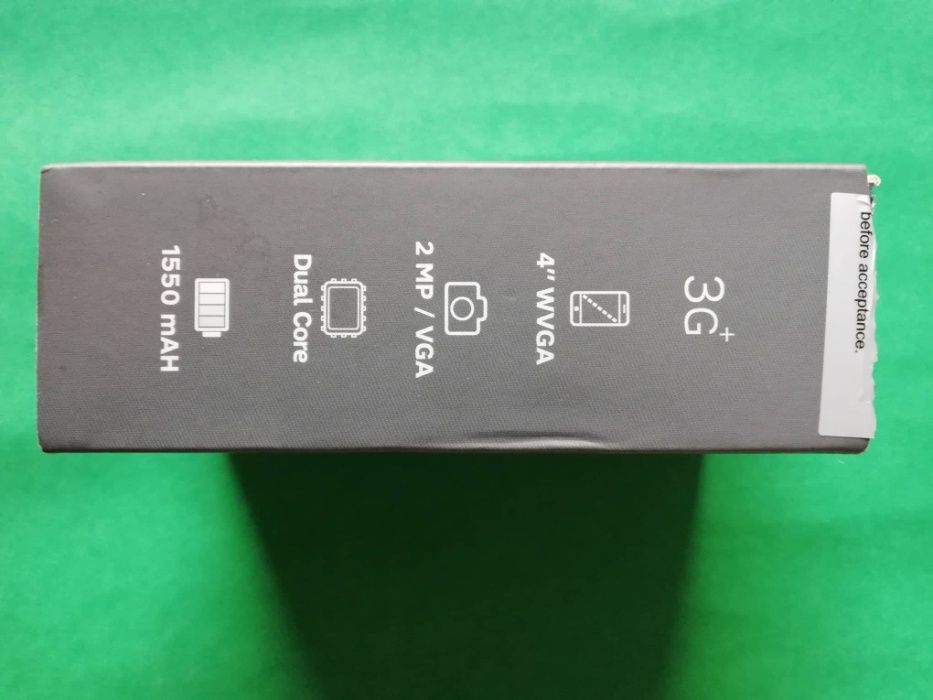 before acceptance.
3G+
4" WVGA
2 MP / VGA
Dual Core
1550 mAH